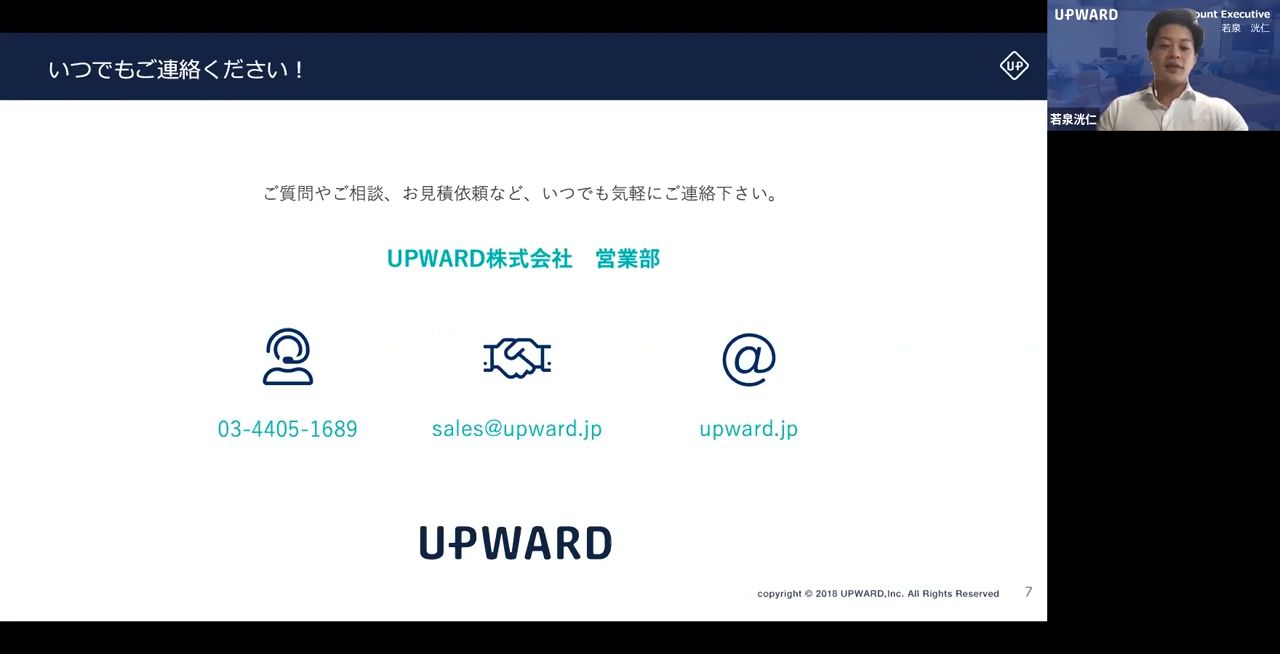 いつでもご連絡ください！
UP
ご質問やご相談、お見積依頼など、いつでも気軽にご連絡下さい。
UPWARD株式会社　営業部
03-4405-1689
sales@upward.jp
upward.jp
UPWARD
copyright © 2018 UPWARD,Inc. All Rights Reserved
7
UPWARD
ount Executive
若泉　洸仁
若泉洸仁